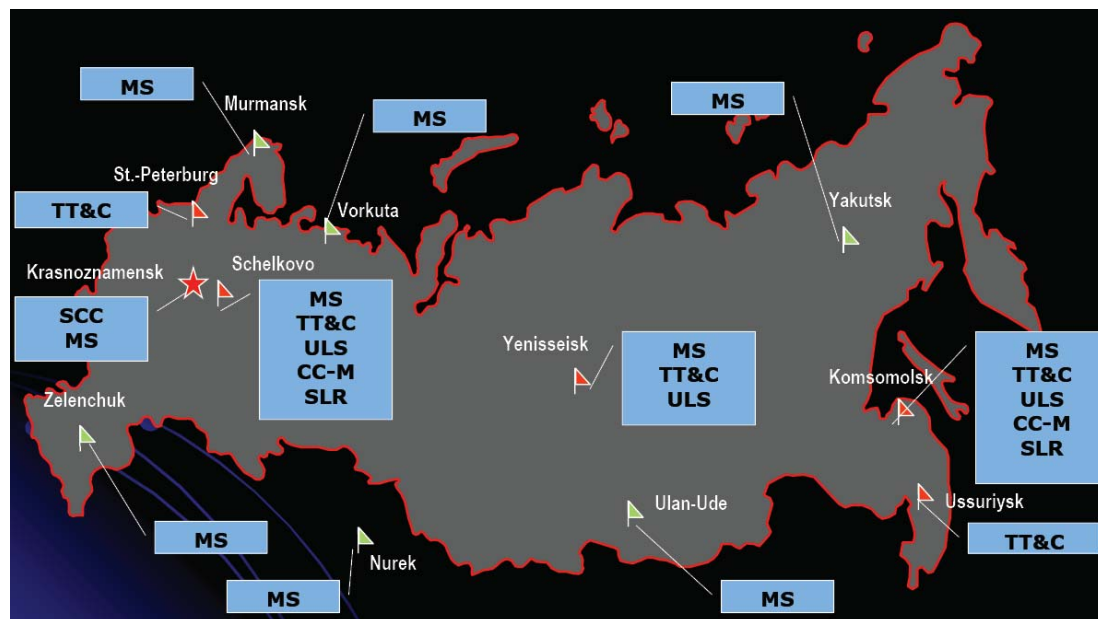 MS
Murmansk
MS
MS
St.-Peterburg
TT&C
Vorkuta
Yakutsk
Krasnoznamensk
Schelkovo
SCC
MS
MS
TT&C
ULS
CC-M
SLR
Yenisseisk
MS
TT&C
ULS
Komsomolsk
MS
TT&C
ULS
CC-M
SLR
Zelenchuk
MS
Nurek
MS
Ulan-Ude
MS
Ussuriysk
TT&C